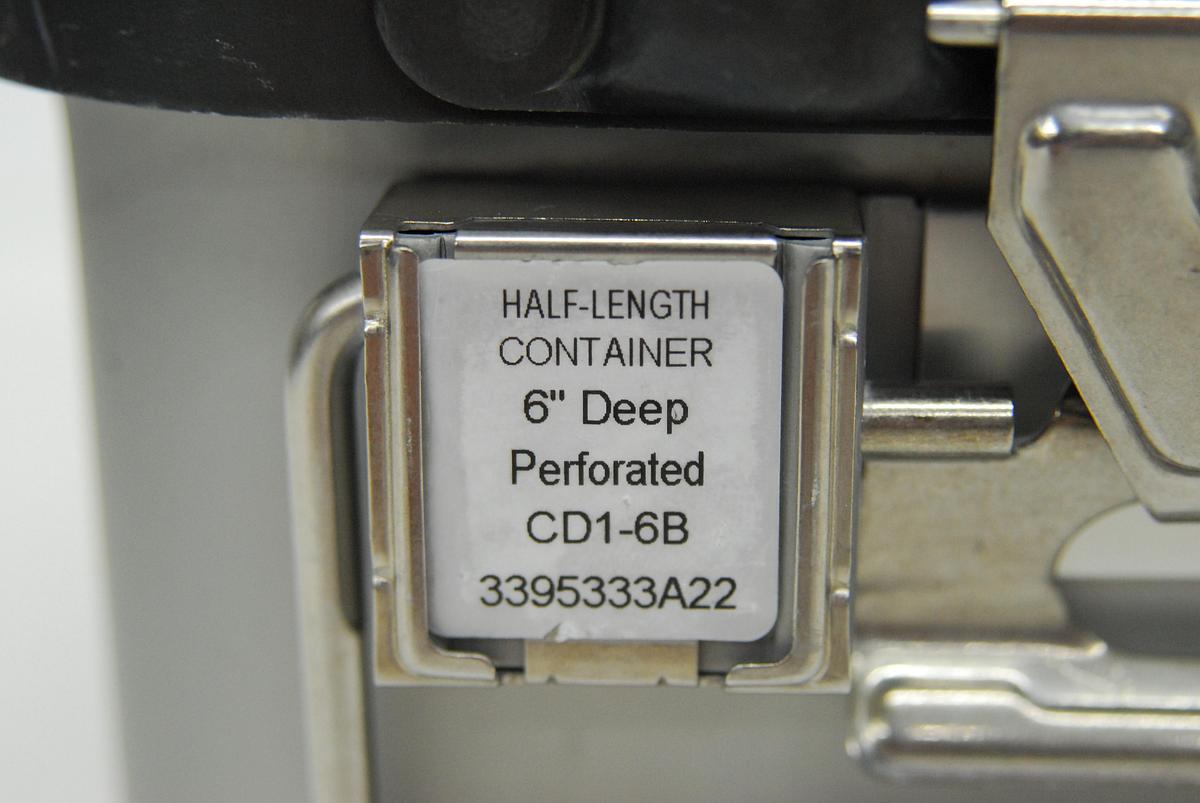 HALF-LENGTH
CONTAINER
6" Deep
Perforated
CD1-6B
3395333A22